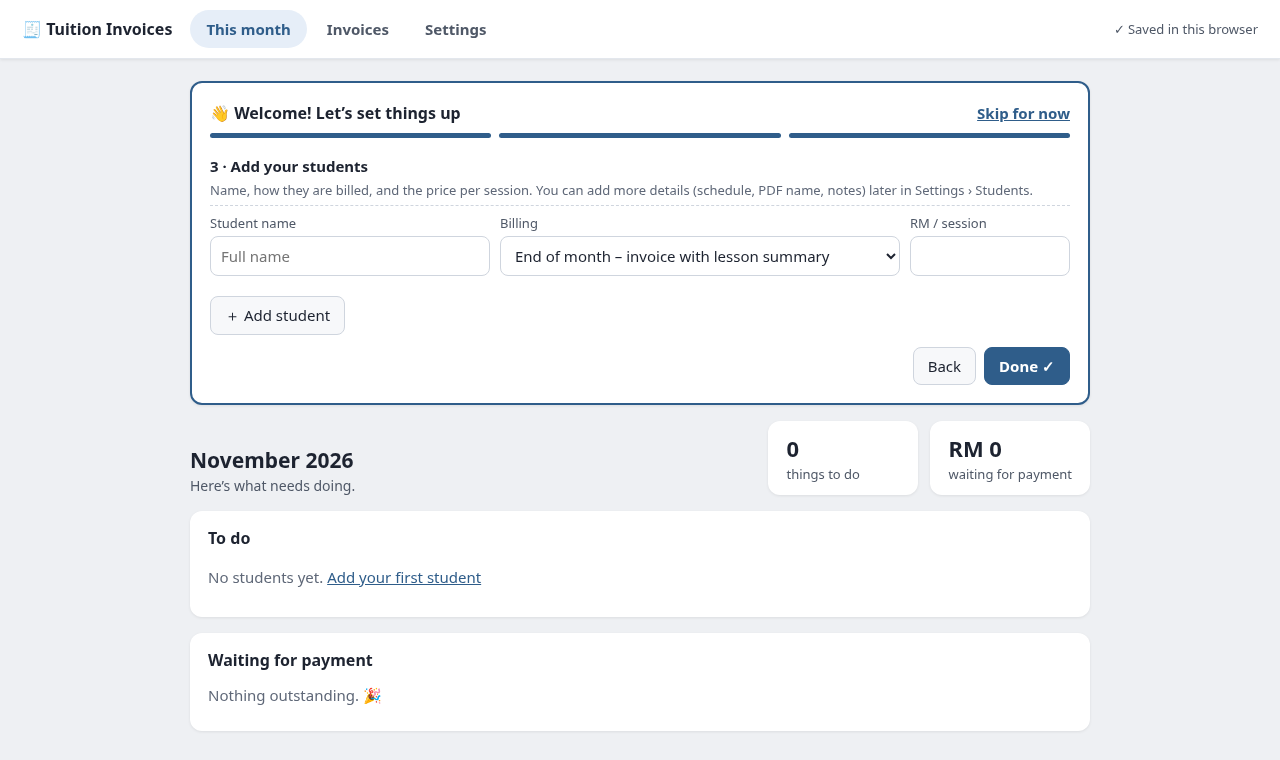 🧾 Tuition Invoices
This month
Invoices
Settings
✓ Saved in this browser
👋 Welcome! Let’s set things up
Skip for now
3 · Add your students
Name, how they are billed, and the price per session. You can add more details (schedule, PDF name, notes) later in Settings › Students.
Student name
Billing
RM / session
Full name
End of month – invoice with lesson summary
＋ Add student
Back
Done ✓
November 2026
Here’s what needs doing.
0
things to do
RM 0
waiting for payment
To do
No students yet. Add your first student
Waiting for payment
Nothing outstanding. 🎉